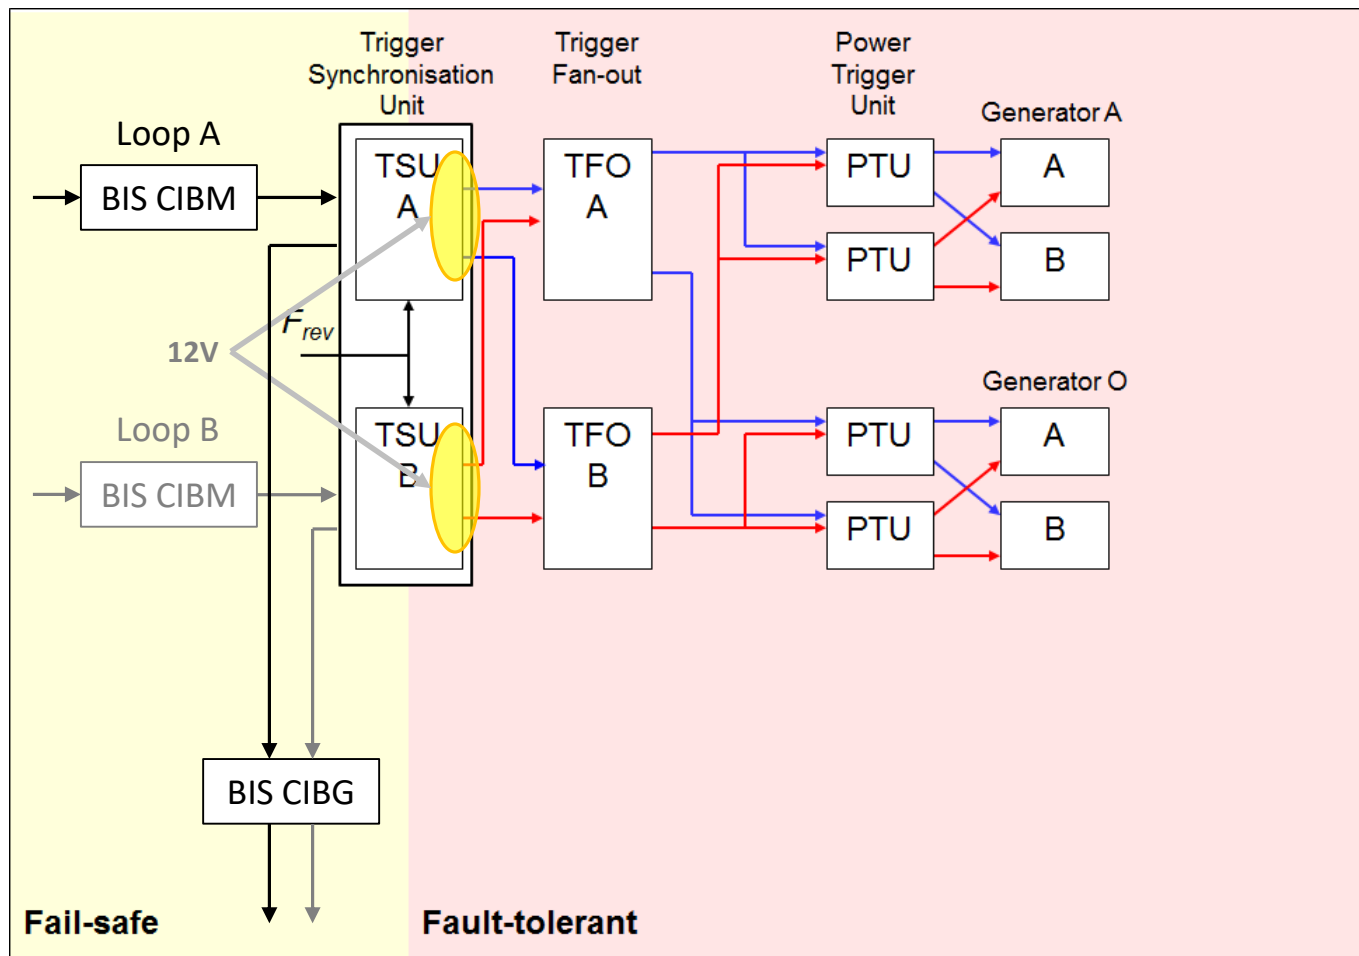 Trigger
Synchronisation
Unit
Trigger
Fan-out
Power
Trigger
Unit
Generator A
Loop A
BIS CIBM
TSU
A
TFO
A
PTU
A
PTU
B
Frev
12V
Generator O
Loop B
BIS CIBM
TSU
B
TFO
B
PTU
A
PTU
B
BIS CIBG
Fail-safe
Fault-tolerant